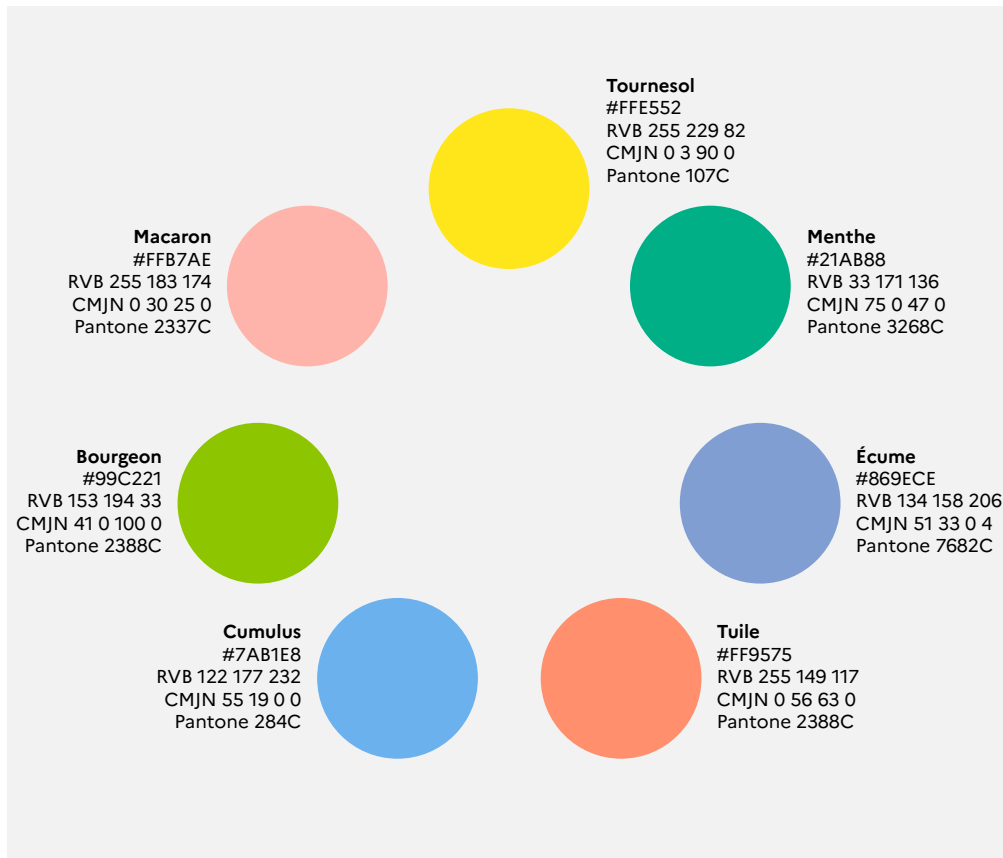 Tournesol
#FFE552
RVB 255 229 82
CMJN 0 3 90 0
Pantone 107C
Macaron
#FFB7AE
RVB 255 183 174
CMJN 0 30 25 0
Pantone 2337C
Menthe
#21AB88
RVB 33 171 136
CMJN 75 0 47 0
Pantone 3268C
Bourgeon
#99C221
RVB 153 194 33
CMJN 41 0 100 0
Pantone 2388C
Écume
#869ECE
RVB 134 158 206
CMJN 51 33 0 4
Pantone 7682C
Cumulus
#7AB1E8
RVB 122 177 232
CMJN 55 19 0 0
Pantone 284C
Tuile
#FF9575
RVB 255 149 117
CMJN 0 56 63 0
Pantone 2388C